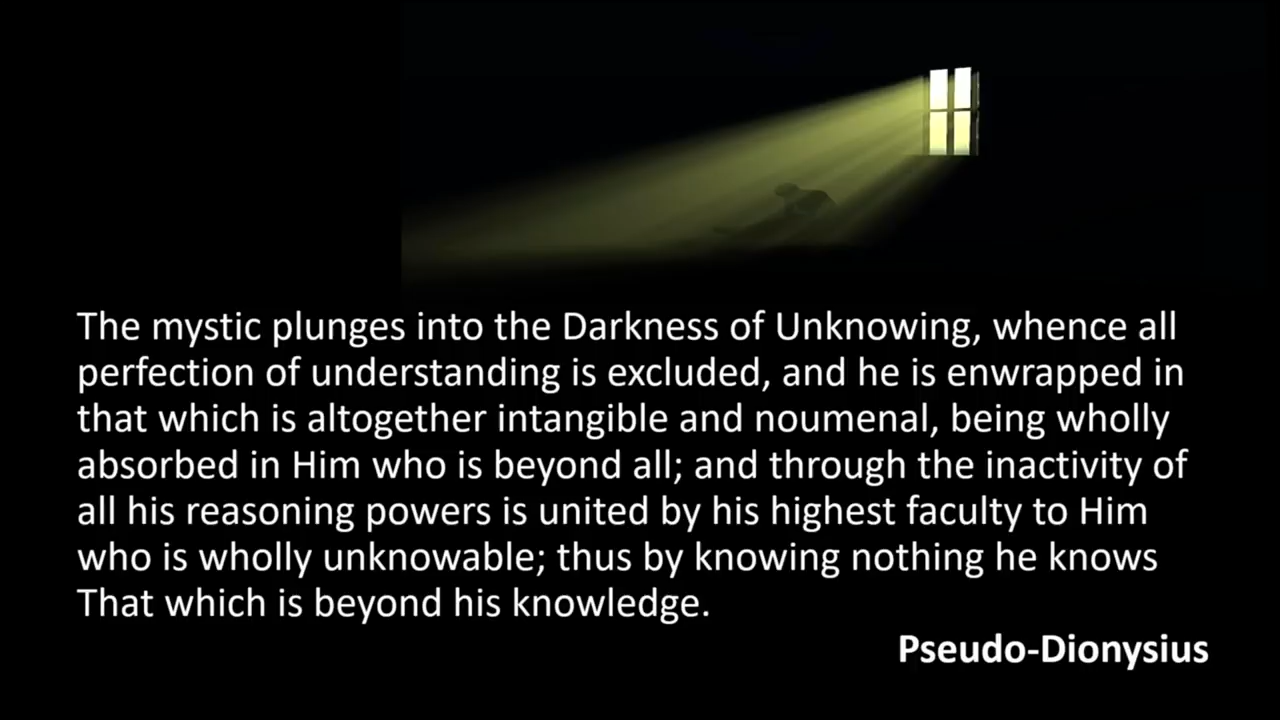 The mystic plunges into the Darkness of Unknowing, whence all
perfection of understanding is excluded, and he is enwrapped in
that which is altogether intangible and noumenal, being wholly
absorbed in Him who is beyond all; and through the inactivity of
all his reasoning powers is united by his highest faculty to Him
who is wholly unknowable; thus by knowing nothing he knows
That which is beyond his knowledge.
Pseudo-Dionysius